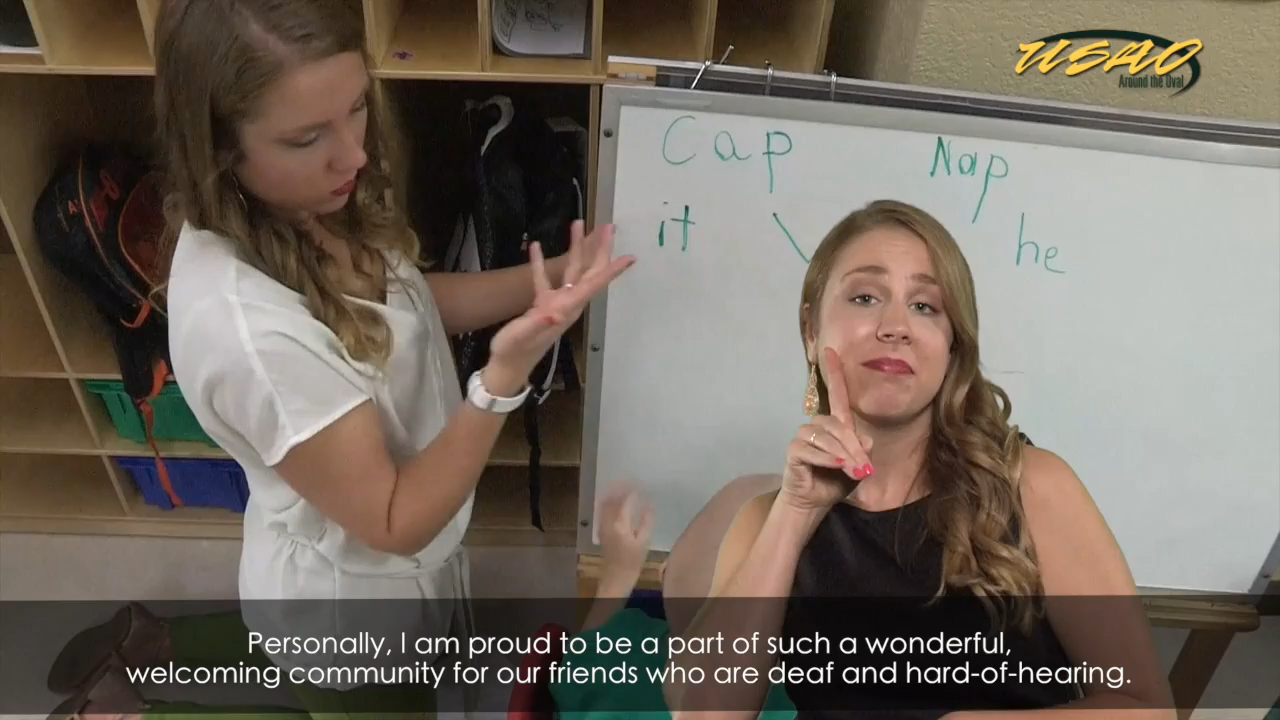 USAO
Around the Oval
Cap Nap
it he
Personally, I am proud to be a part of such a wonderful,
welcoming community for our friends who are deaf and hard-of-hearing.